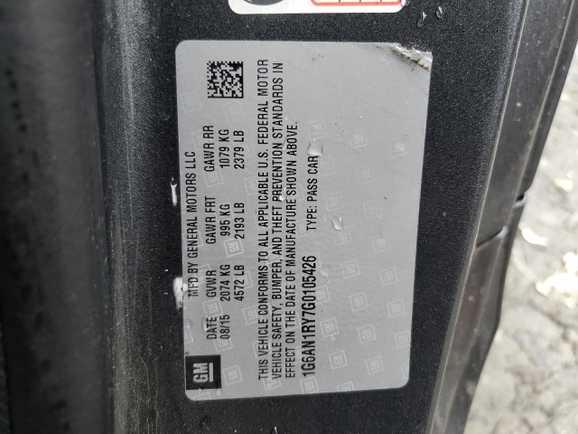 GM
MFD BY GENERAL MOTORS LLC
DATE GVWR GAWR FRT GAWR RR
08/15 2074 KG 995 KG 1079 KG
4572 LB 2193 LB 2379 LB
THIS VEHICLE CONFORMS TO ALL APPLICABLE U.S. FEDERAL MOTOR
VEHICLE SAFETY, BUMPER, AND THEFT PREVENTION STANDARDS IN
EFFECT ON THE DATE OF MANUFACTURE SHOWN ABOVE.
1G6AN1RY7G0105426 TYPE: PASS CAR